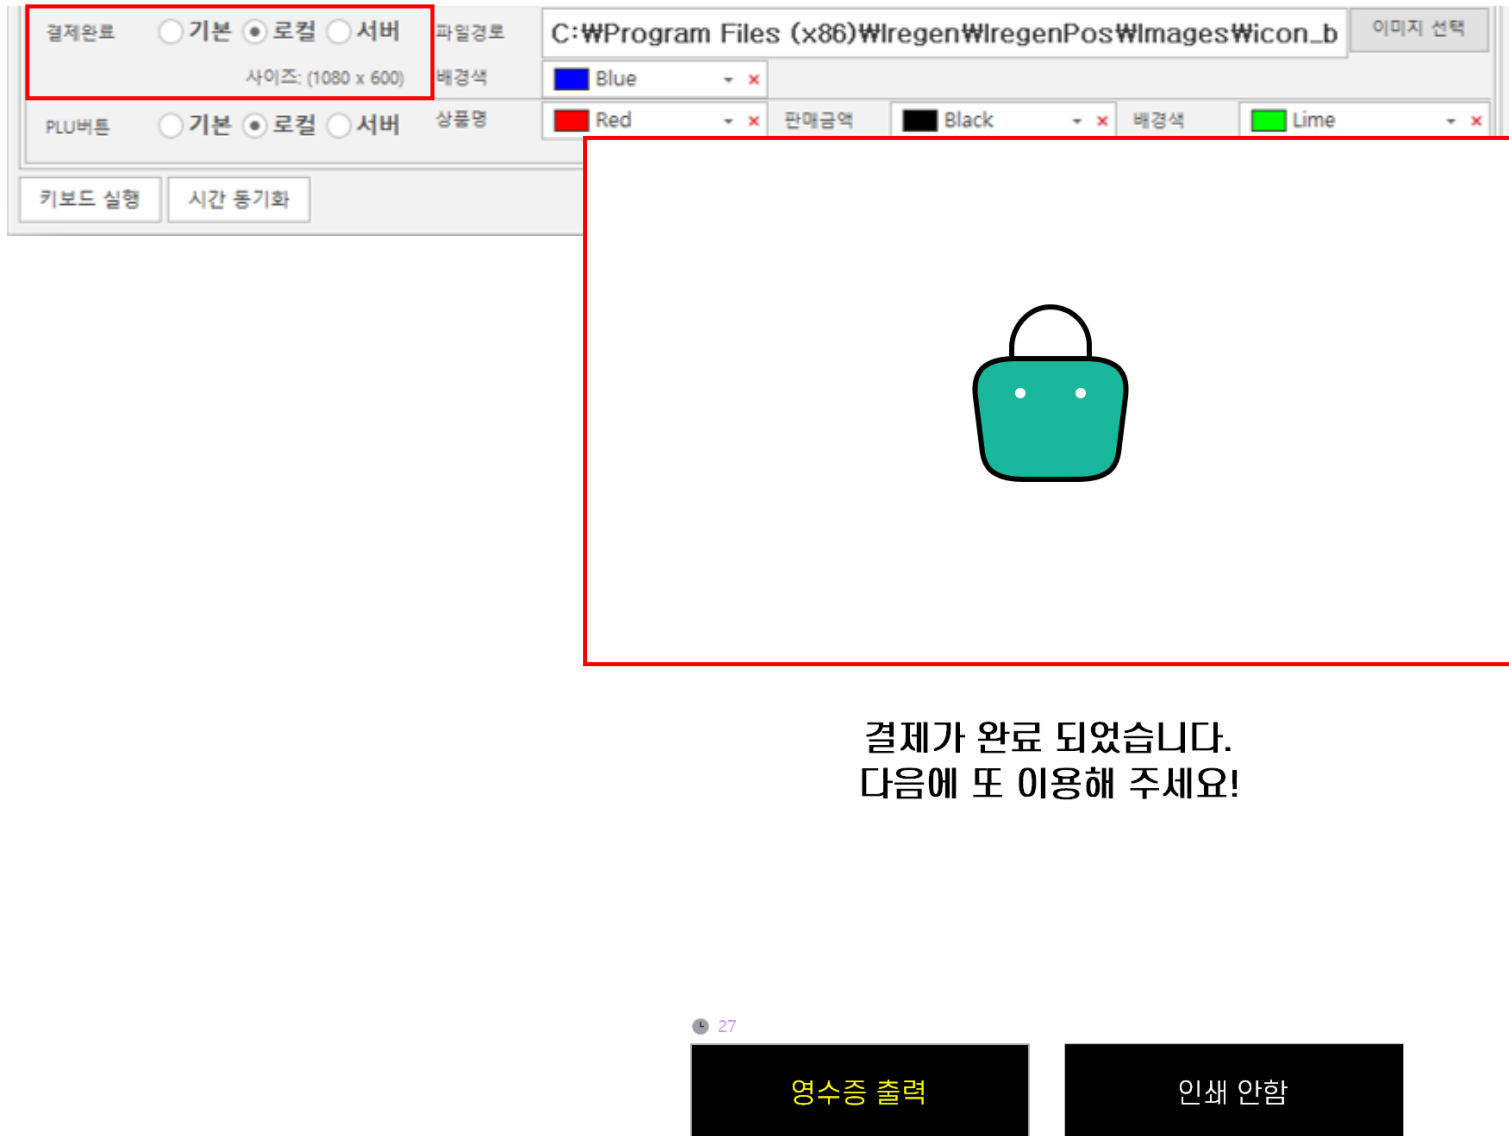 결제완료 기본 로컬 서버 파일경로 C:₩Program Files (x86)₩Iregen₩IregenPos₩Images₩icon_b 이미지 선택
사이즈: (1080 x 600) 배경색 Blue
PLU버튼 기본 로컬 서버 상품명 Red 판매금액 Black 배경색 Lime
키보드 실행 시간 동기화
결제가 완료 되었습니다.
다음에 또 이용해 주세요!
27
영수증 출력 인쇄 안함